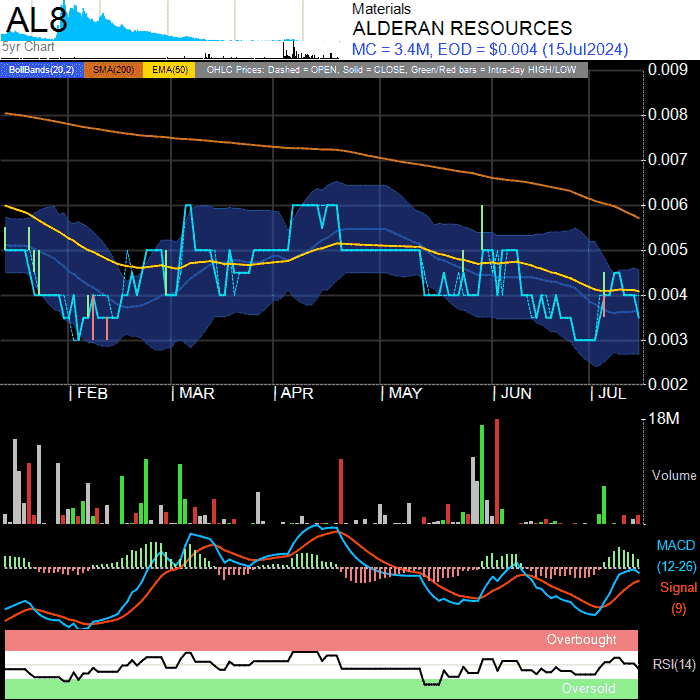 AL8
5yr Chart
Materials
ALDERAN RESOURCES
MC = 3.4M, EOD = $0.004 (15Jul2024)
BollBands(20,2) SMA(200) EMA(50) OHLC Prices: Dashed = OPEN, Solid = CLOSE, Green/Red bars = Intra-day HIGH/LOW
0.009
0.008
0.007
0.006
0.005
0.004
0.003
0.002
FEB MAR APR MAY JUN JUL
18M
Volume
MACD
(12-26)
Signal
(9)
Overbought
RSI(14)
Oversold